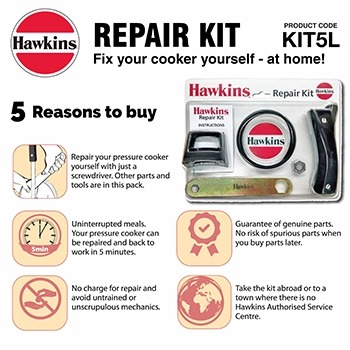 Hawkins
REPAIR KIT
PRODUCT CODE
KIT5L
Fix your cooker yourself - at home!
5 Reasons to buy
Hawkins - Repair Kit
Hawkins
Repair Kit
INSTRUCTIONS
Hawkins
Hawkins
Repair your pressure cooker
yourself with just a
screwdriver. Other parts and
tools are in this pack.
5min
Uninterrupted meals.
Your pressure cooker can
be repaired and back to
work in 5 minutes.
Guarantee of genuine parts.
No risk of spurious parts when
you buy parts later.
No charge for repair and
avoid untrained or
unscrupulous mechanics.
Take the kit abroad or to a
town where there is no
Hawkins Authorised Service
Centre.